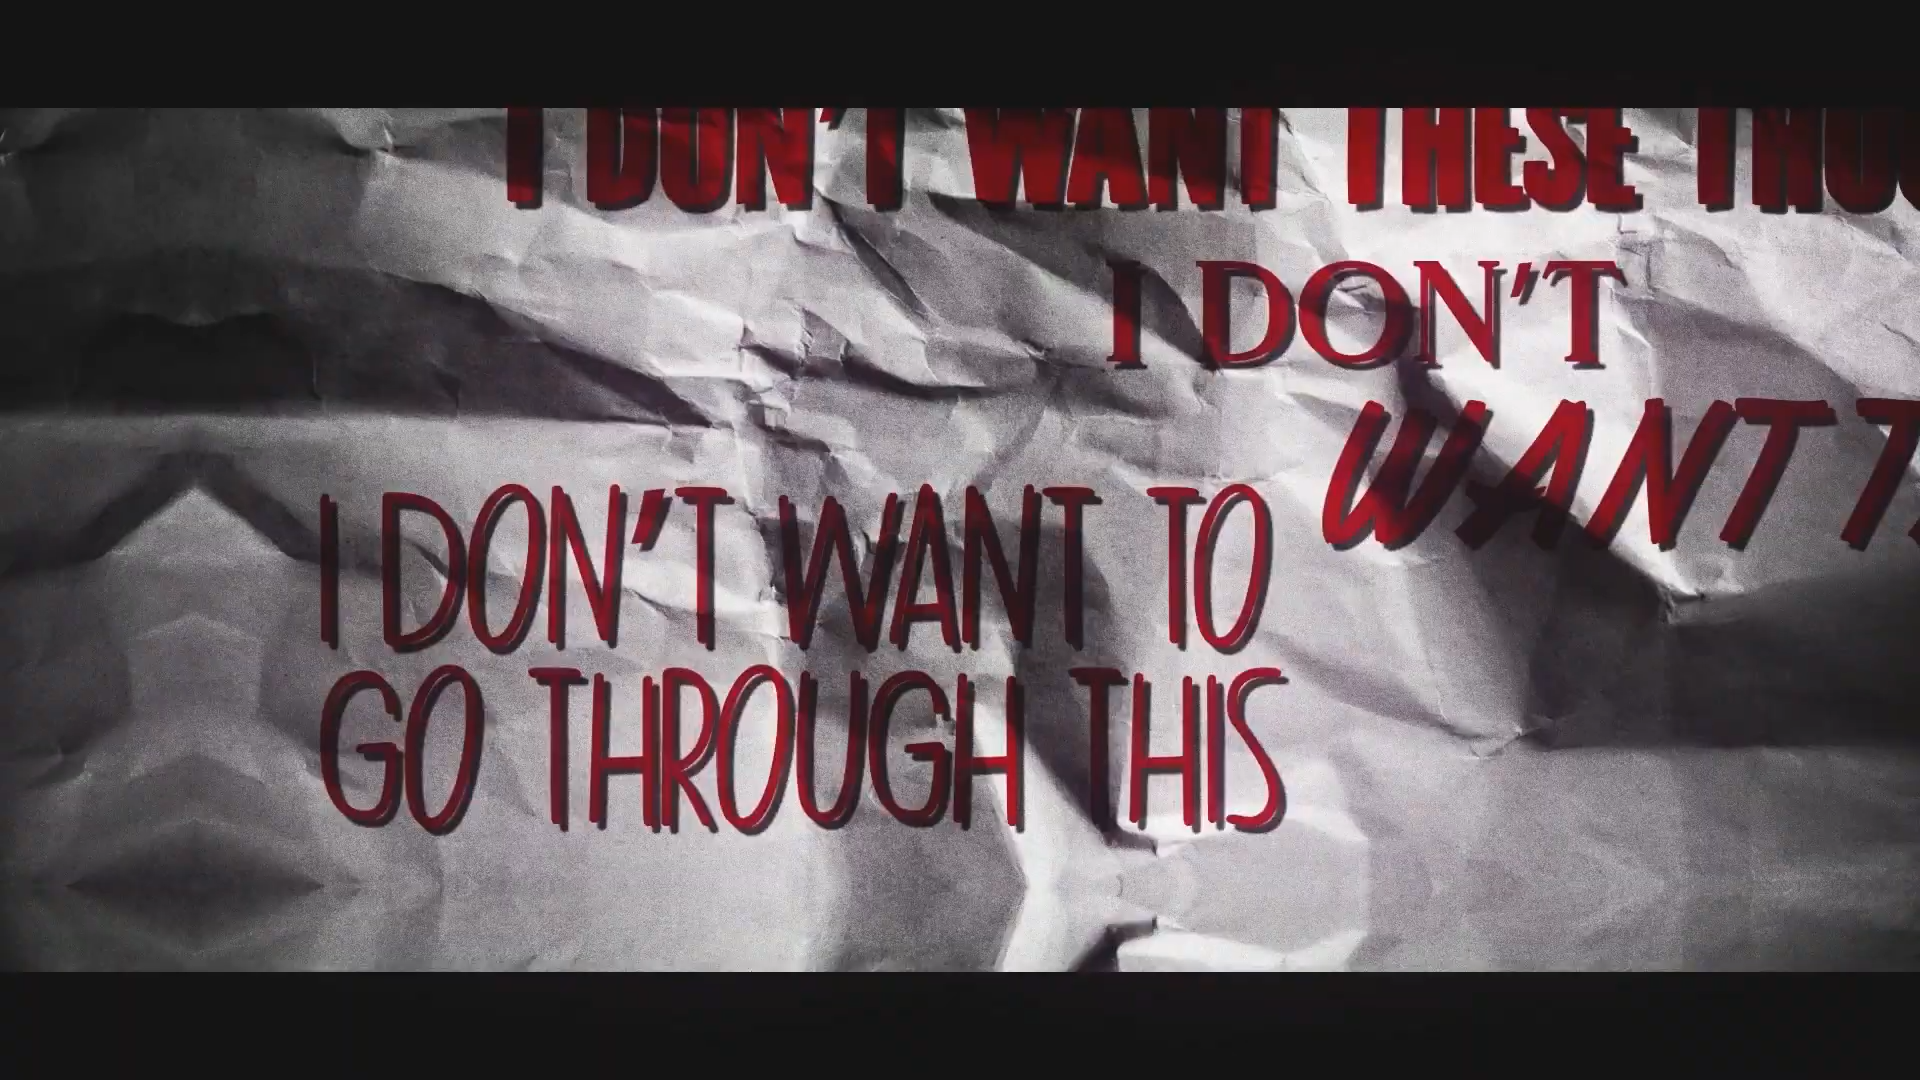 I DON'T WANT THESE
I DON'T
WANT
I DON'T WANT TO
GO THROUGH THIS